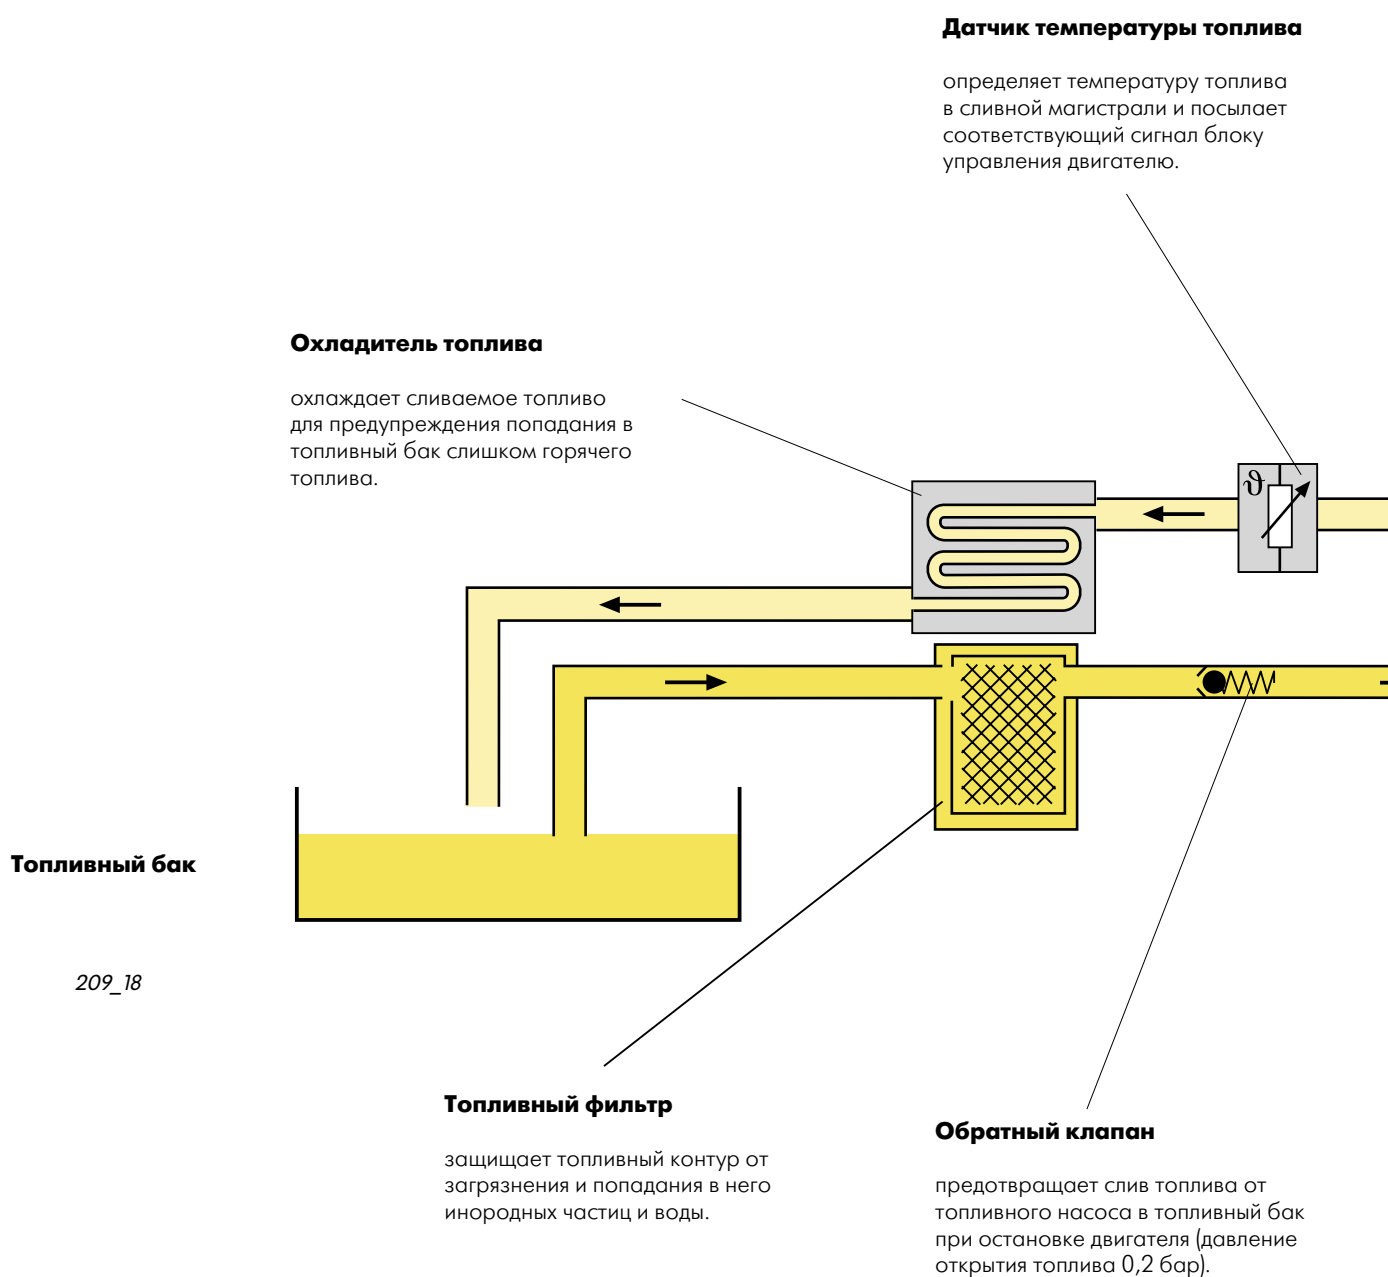 Датчик температуры топлива
определяет температуру топлива
в сливной магистрали и посылает
соответствующий сигнал блоку
управления двигателю.
Охладитель топлива
охлаждает сливаемое топливо
для предупреждения попадания в
топливный бак слишком горячего
топлива.
ϑ
Топливный бак
209_18
Топливный фильтр
защищает топливный контур от
загрязнения и попадания в него
инородных частиц и воды.
Обратный клапан
предотвращает слив топлива от
топливного насоса в топливный бак
при остановке двигателя (давление
открытия топлива 0,2 бар).